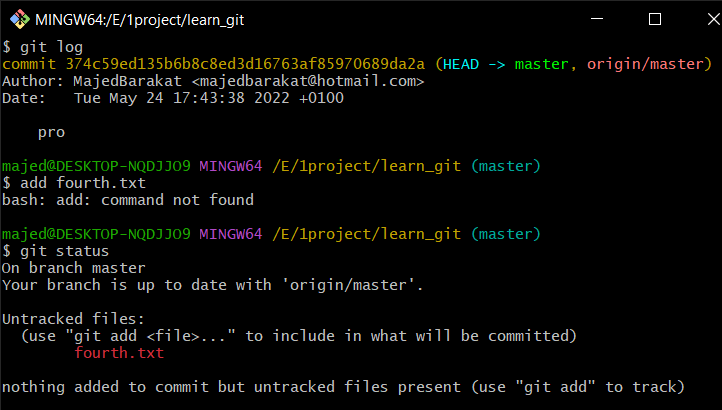 MINGW64:/E/1project/learn_git
$ git log
commit 374c59ed135b6b8c8ed3d16763af85970689da2a (HEAD -> master, origin/master)
Author: MajedBarakat <majedbarakat@hotmail.com>
Date:   Tue May 24 17:43:38 2022 +0100
    pro
majed@DESKTOP-NQDJJO9 MINGW64 /E/1project/learn_git (master)
$ add fourth.txt
bash: add: command not found
majed@DESKTOP-NQDJJO9 MINGW64 /E/1project/learn_git (master)
$ git status
On branch master
Your branch is up to date with 'origin/master'.
Untracked files:
  (use "git add <file>..." to include in what will be committed)
        fourth.txt
nothing added to commit but untracked files present (use "git add" to track)